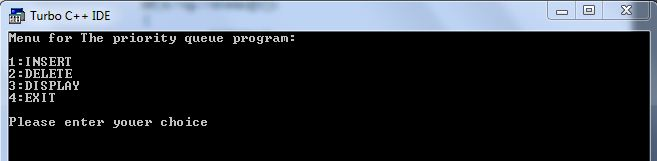 Turbo C++ IDE
Menu for The priority queue program:
1:INSERT
2:DELETE
3:DISPLAY
4:EXIT
Please enter youer choice